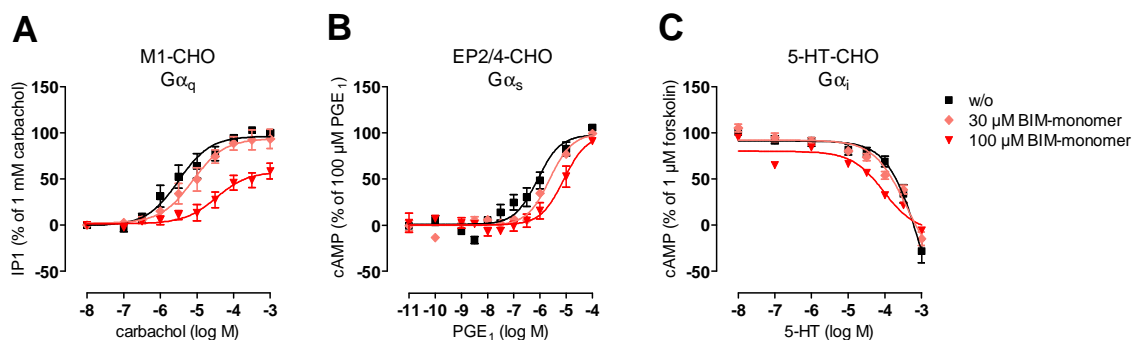 A
M1-CHO
Gαq
IP1 (% of 1 mM carbachol)
150
100
50
0
-50
-8 -7 -6 -5 -4 -3
carbachol (log M)
B
EP2/4-CHO
Gαs
cAMP (% of 100 µM PGE1)
150
100
50
0
-50
-11 -10 -9 -8 -7 -6 -5 -4
PGE1 (log M)
C
5-HT-CHO
Gαi
cAMP (% of 1 µM forskolin)
150
100
50
0
-50
-8 -7 -6 -5 -4 -3
5-HT (log M)
w/o
30 µM BIM-monomer
100 µM BIM-monomer